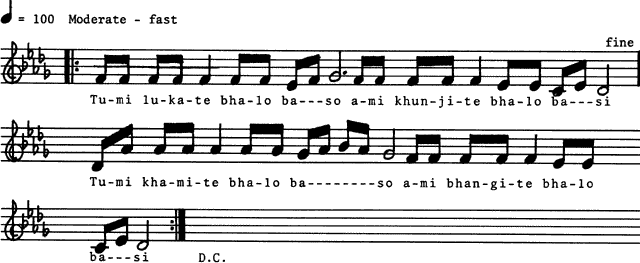 = 100 Moderate - fast
fine
Tu-mi lu-ka-te bha-lo ba---so a-mi khun-ji-te bha-lo ba---si
Tu-mi kha-mi-te bha-lo ba--------so a-mi bhan-gi-te bha-lo
ba---si D.C.